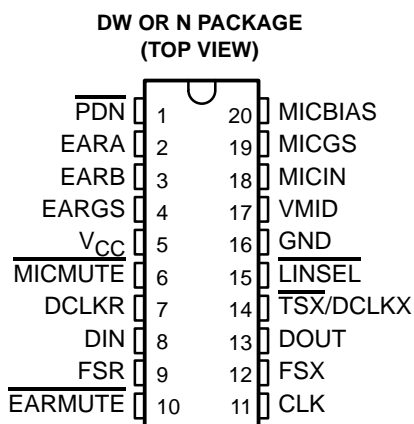 DW OR N PACKAGE
(TOP VIEW)
PDN 1 20 MICBIAS
EARA 2 19 MICGS
EARB 3 18 MICIN
EARGS 4 17 VMID
VCC 5 16 GND
MICMUTE 6 15 LINSEL
DCLKR 7 14 TSX/DCLKX
DIN 8 13 DOUT
FSR 9 12 FSX
EARMUTE 10 11 CLK